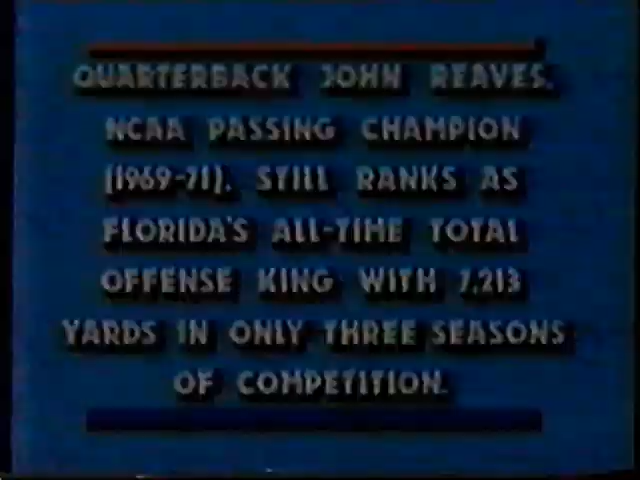 QUARTERBACK JOHN REAVES,
NCAA PASSING CHAMPION
(1969-71), STILL RANKS AS
FLORIDA'S ALL-TIME TOTAL
OFFENSE KING WITH 7,213
YARDS IN ONLY THREE SEASONS
OF COMPETITION.